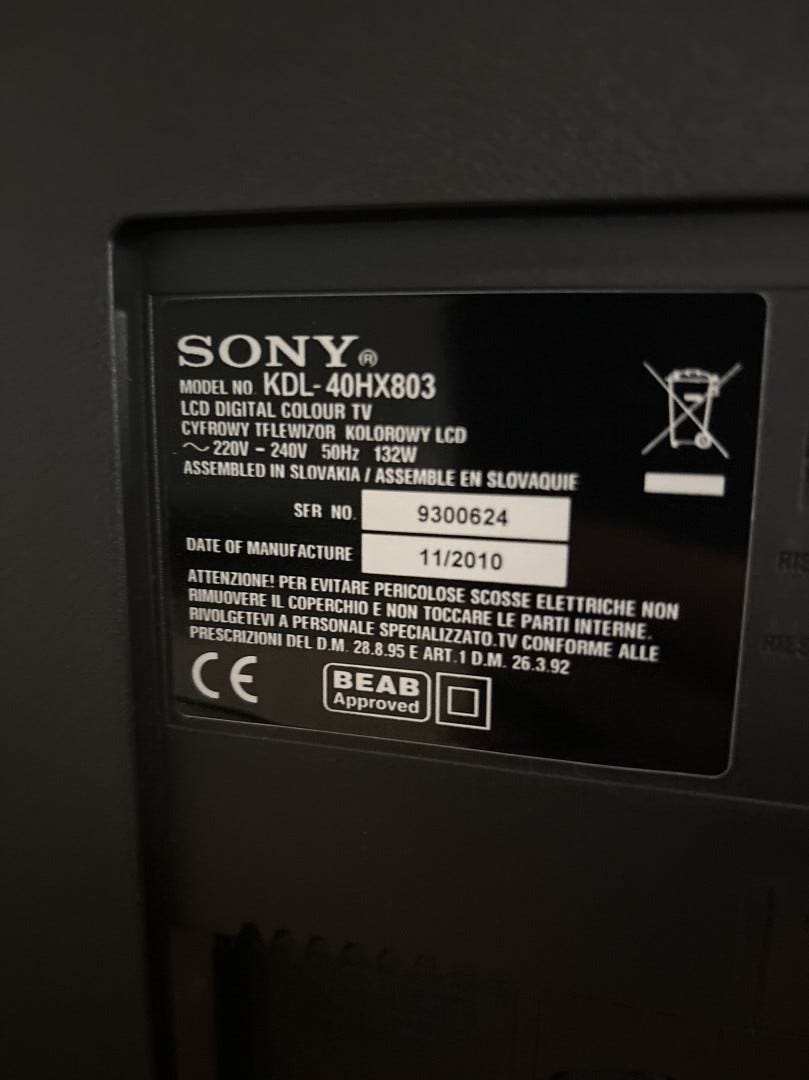 SONY®
MODEL NO. KDL-40HX803
LCD DIGITAL COLOUR TV
CYFROWY TELEWIZOR KOLOROWY LCD
~ 220V - 240V 50Hz 132W
ASSEMBLED IN SLOVAKIA / ASSEMBLE EN SLOVAQUIE
SER NO. 9300624
DATE OF MANUFACTURE 11/2010
ATTENZIONE! PER EVITARE PERICOLOSE SCOSSE ELETTRICHE NON
RIMUOVERE IL COPERCHIO E NON TOCCARE LE PARTI INTERNE.
RIVOLGETEVI A PERSONALE SPECIALIZZATO.TV CONFORME ALLE
PRESCRIZIONI DEL D.M. 28.8.95 E ART.1 D.M. 26.3.92
CE
BEAB
Approved